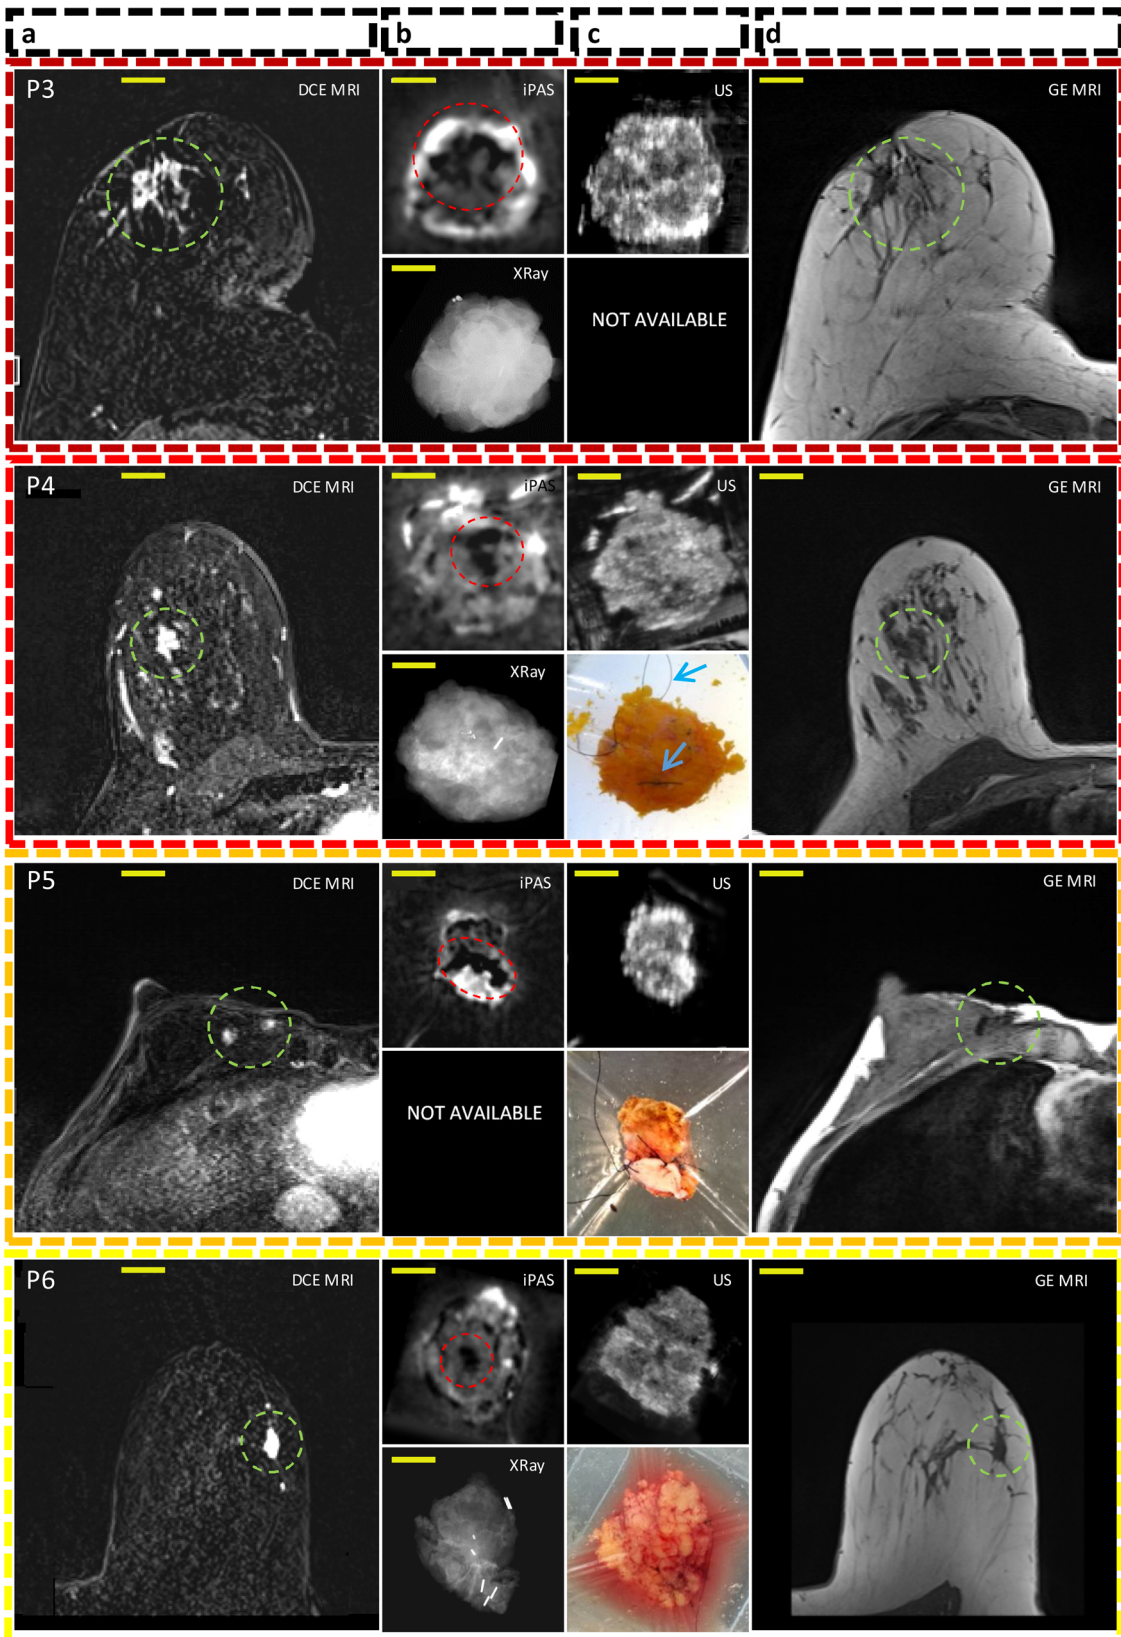 a
b
c
d
P3
DCE MRI
iPAS
US
GE MRI
XRay
NOT AVAILABLE
P4
DCE MRI
iPAS
US
GE MRI
XRay
P5
DCE MRI
iPAS
US
GE MRI
NOT AVAILABLE
P6
DCE MRI
iPAS
US
GE MRI
XRay